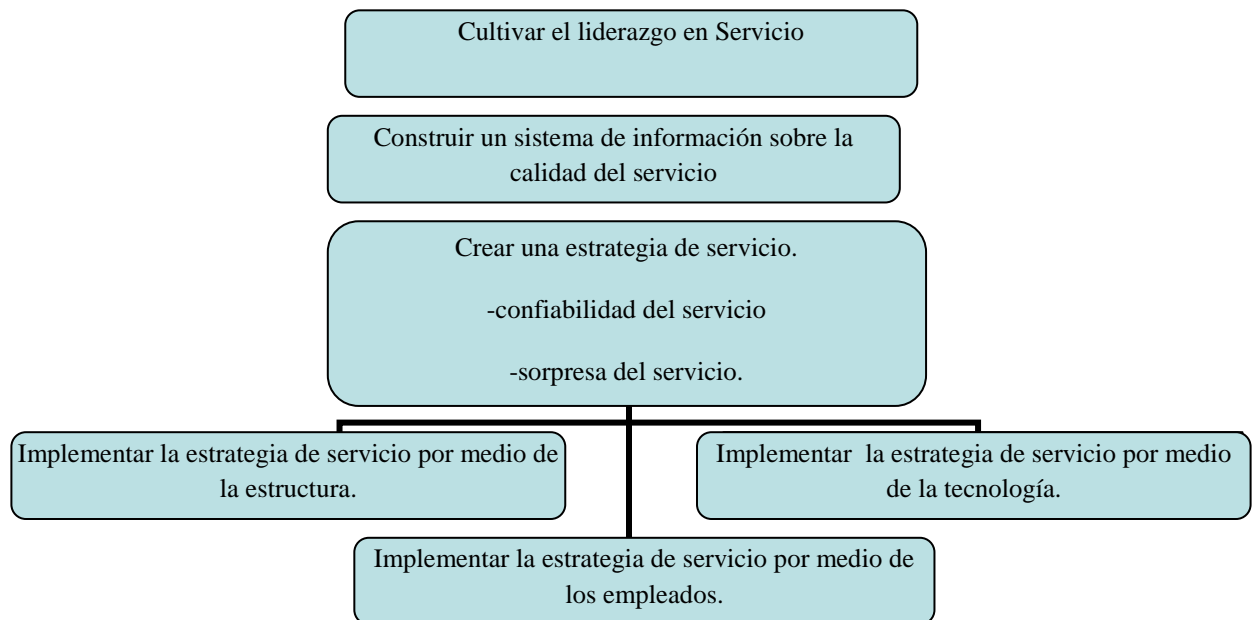 Cultivar el liderazgo en Servicio
Construir un sistema de información sobre la
calidad del servicio
Crear una estrategia de servicio.
-confiabilidad del servicio
-sorpresa del servicio.
Implementar la estrategia de servicio por medio de
la estructura.
Implementar la estrategia de servicio por medio
de la tecnología.
Implementar la estrategia de servicio por medio de
los empleados.